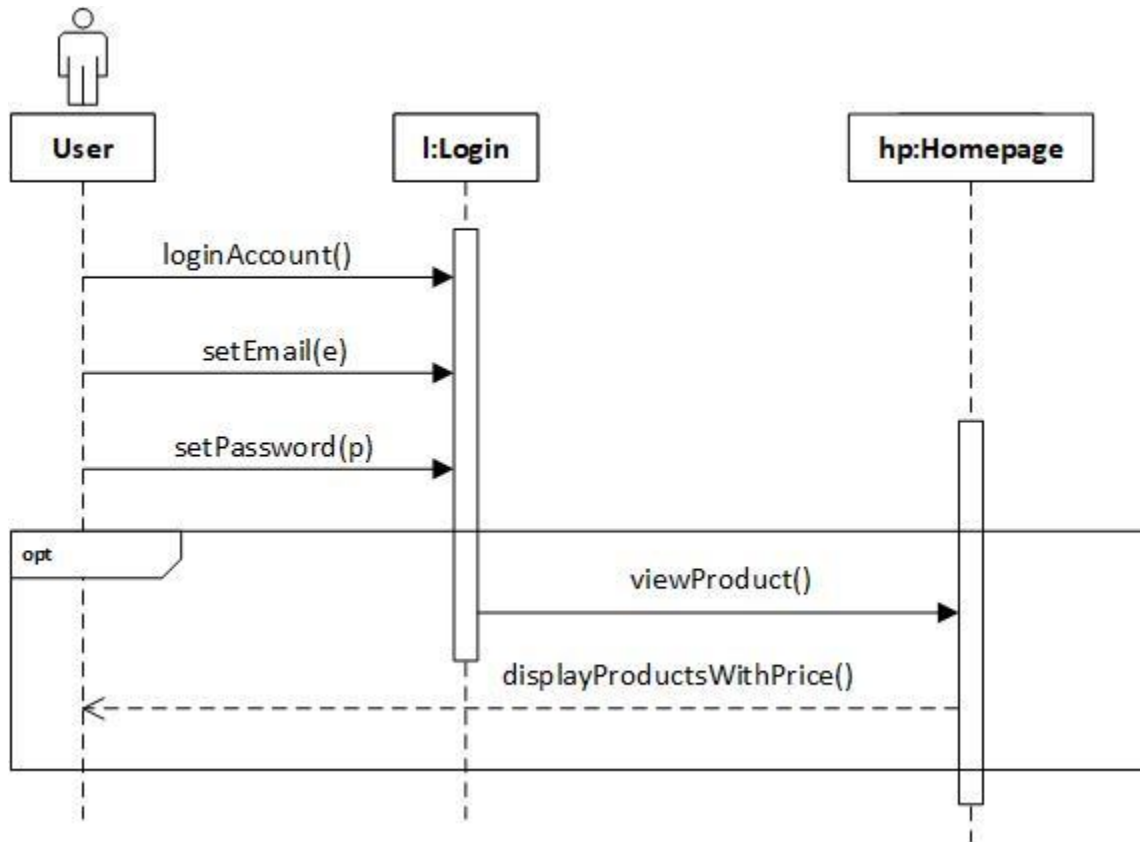 User
l:Login
hp:Homepage
loginAccount()
setEmail(e)
setPassword(p)
opt
viewProduct()
displayProductsWithPrice()